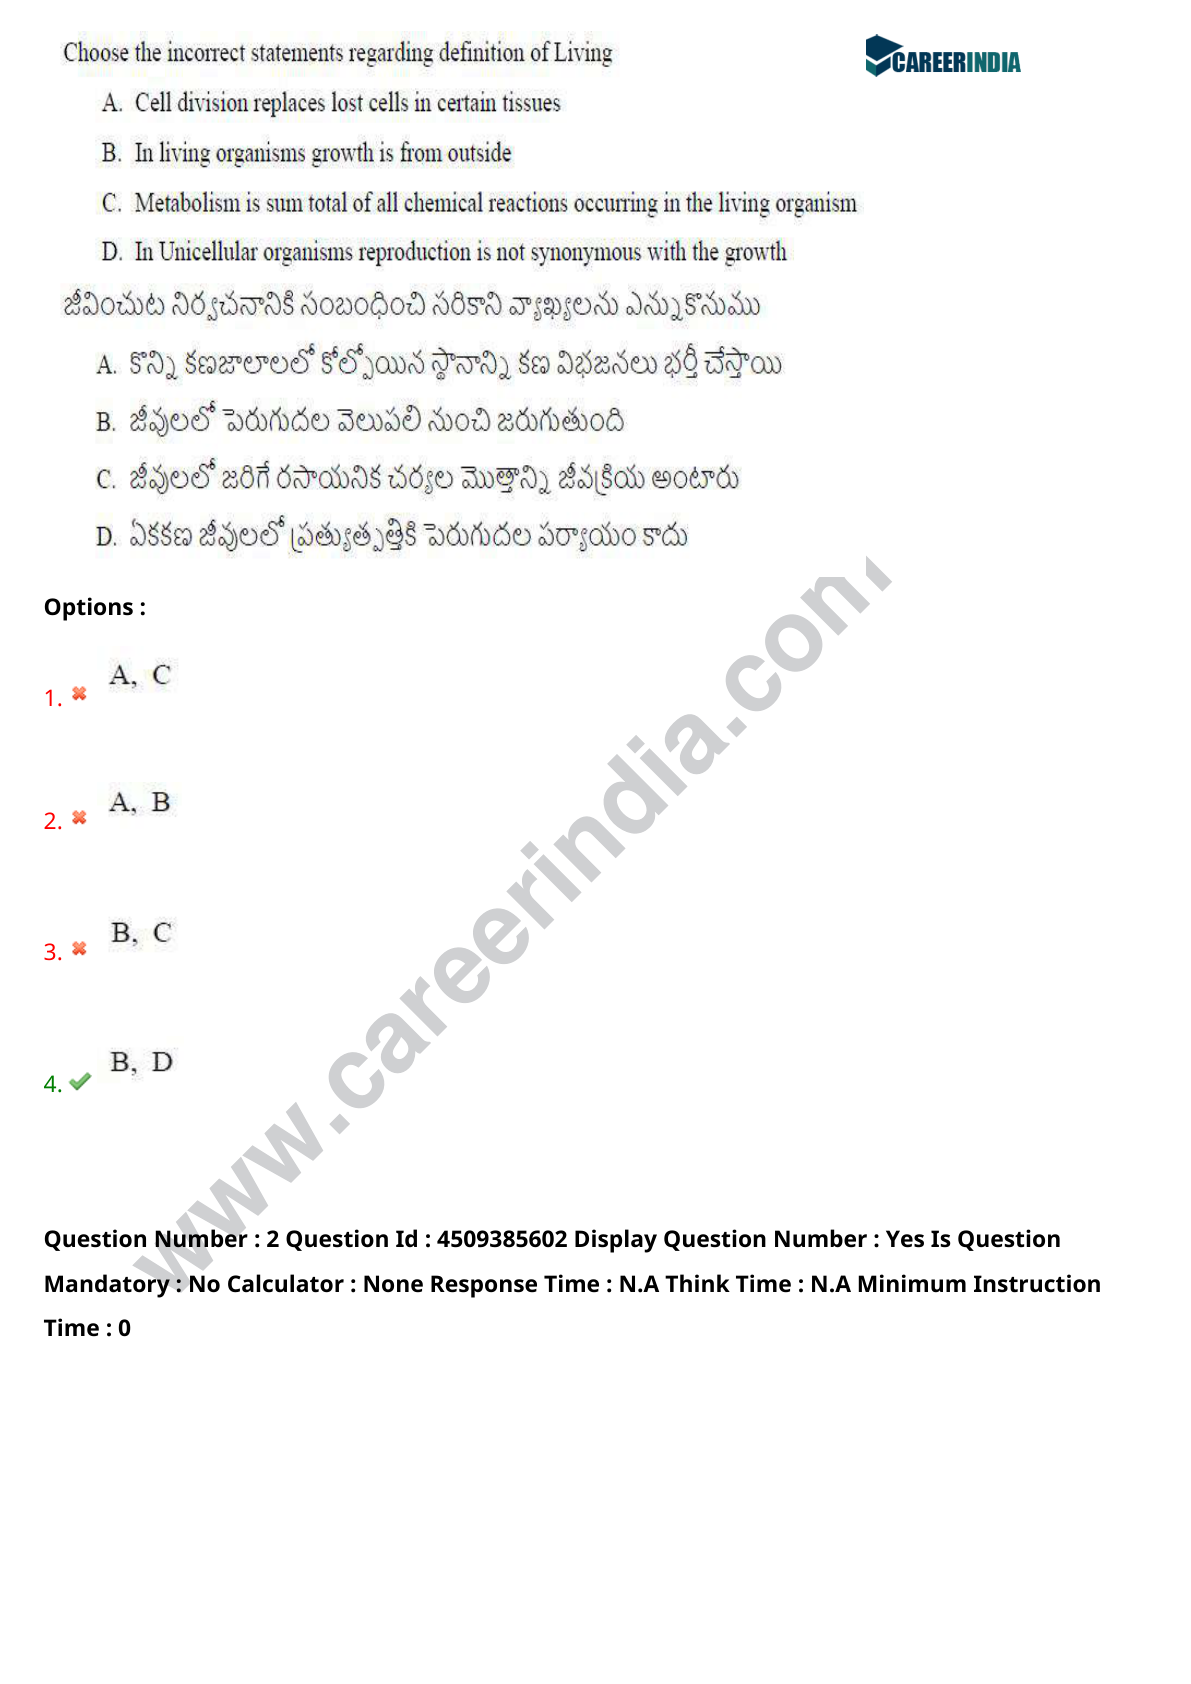 Choose the incorrect statements regarding definition of Living
CAREERINDIA
A. Cell division replaces lost cells in certain tissues
B. In living organisms growth is from outside
C. Metabolism is sum total of all chemical reactions occurring in the living organism
D. In Unicellular organisms reproduction is not synonymous with the growth
జీవించుట నిర్వచనానికి సంబంధించి సరికాని వ్యాఖ్యలను ఎన్నుకొనుము
A. కొన్ని కణజాలాలలో కోల్పోయిన స్థానాన్ని కణ విభజనలు భర్తీ చేస్తాయి
B. జీవులలో పెరుగుదల వెలుపలి నుంచి జరుగుతుంది
C. జీవులలో జరిగే రసాయనిక చర్యల మొత్తాన్ని జీవక్రియ అంటారు
D. ఏకకణ జీవులలో ప్రత్యుత్పత్తికి పెరుగుదల పర్యాయం కాదు
Options :
A, C
1.
A, B
2.
B, C
3.
B, D
4.
www.careerindia.com
Question Number : 2 Question Id : 4509385602 Display Question Number : Yes Is Question
Mandatory : No Calculator : None Response Time : N.A Think Time : N.A Minimum Instruction
Time : 0